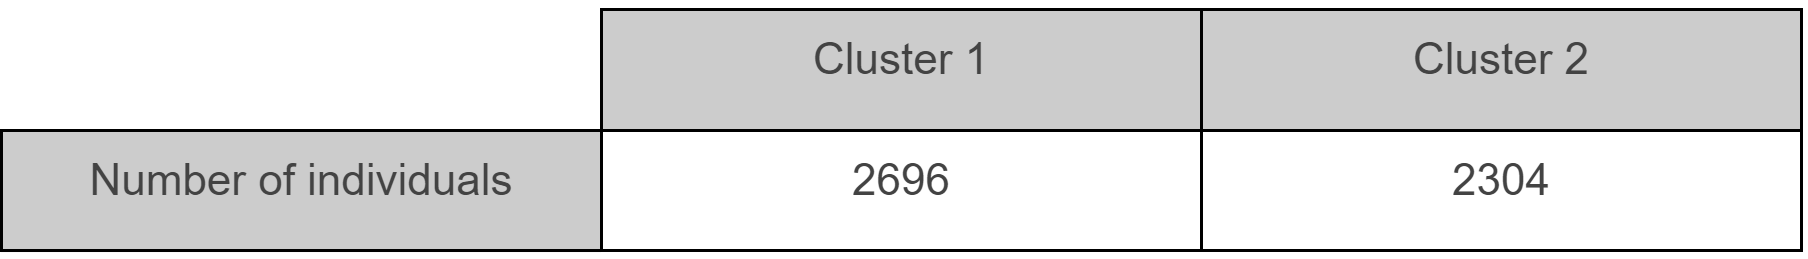 Cluster 1 Cluster 2
Number of individuals 2696 2304